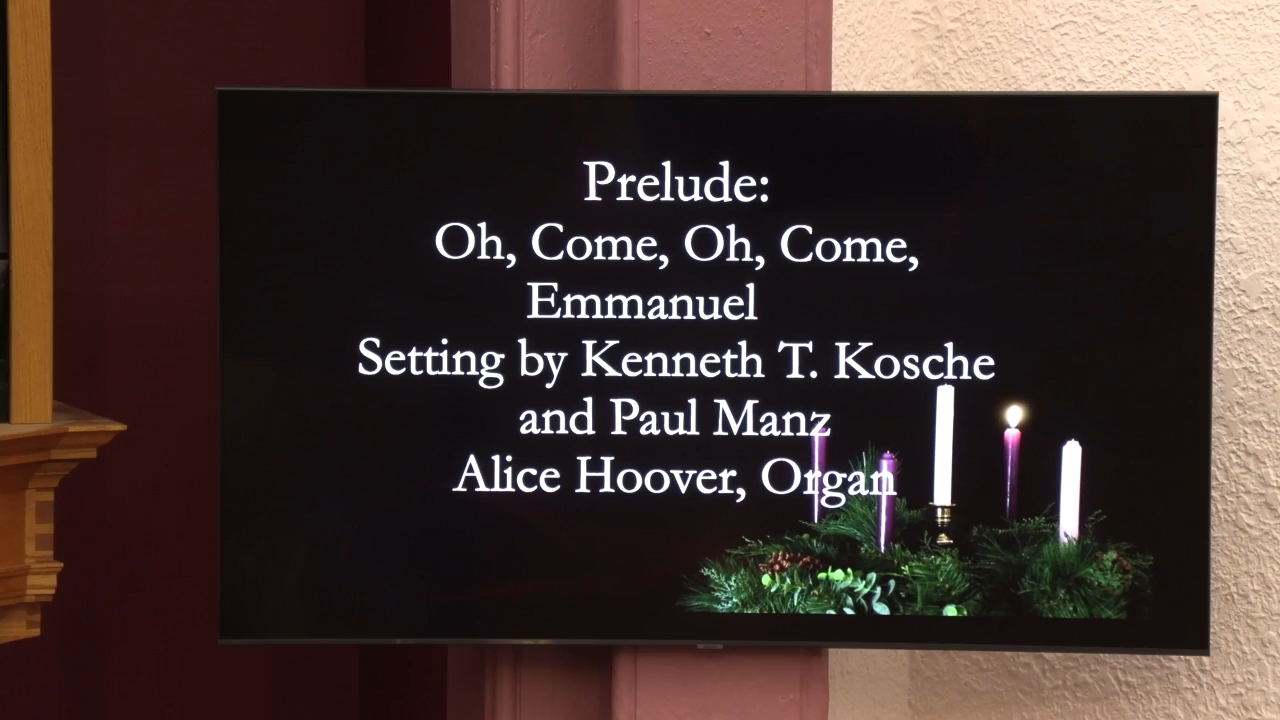 Prelude:
Oh, Come, Oh, Come,
Emmanuel
Setting by Kenneth T. Kosche
and Paul Manz
Alice Hoover, Organ